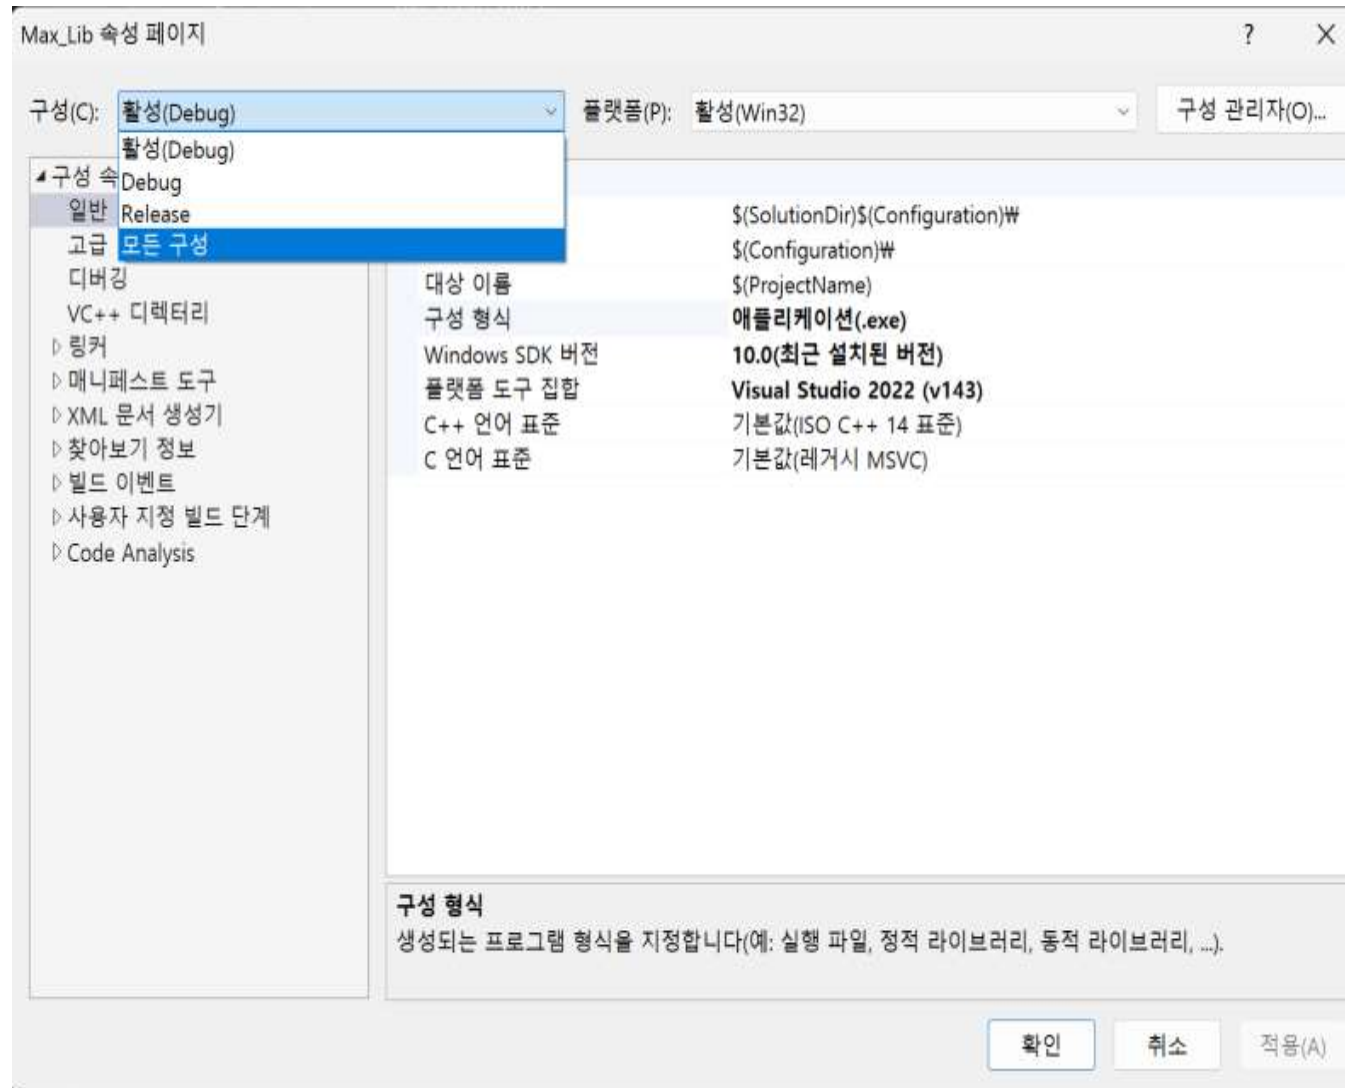 Max_Lib 속성 페이지
? X
구성(C): 활성(Debug) 플랫폼(P): 활성(Win32) 구성 관리자(O)...
활성(Debug)
Debug
Release
모든 구성
구성 속
일반
고급
디버깅
VC++ 디렉터리
링커
매니페스트 도구
XML 문서 생성기
찾아보기 정보
빌드 이벤트
사용자 지정 빌드 단계
Code Analysis
$(SolutionDir)$(Configuration)₩
$(Configuration)₩
대상 이름 $(ProjectName)
구성 형식 애플리케이션(.exe)
Windows SDK 버전 10.0(최근 설치된 버전)
플랫폼 도구 집합 Visual Studio 2022 (v143)
C++ 언어 표준 기본값(ISO C++ 14 표준)
C 언어 표준 기본값(레거시 MSVC)
구성 형식
생성되는 프로그램 형식을 지정합니다(예: 실행 파일, 정적 라이브러리, 동적 라이브러리, ...).
확인 취소 적용(A)